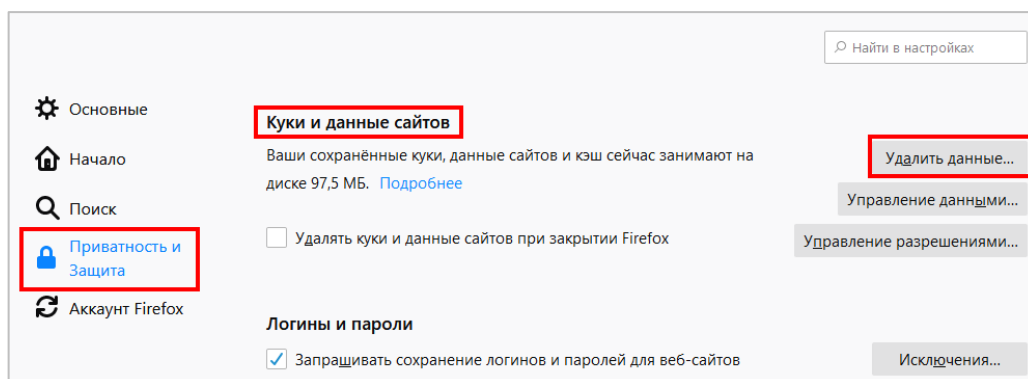 Найти в настройках
Основные
Начало
Поиск
Приватность и
Защита
Аккаунт Firefox
Куки и данные сайтов
Ваши сохранённые куки, данные сайтов и кэш сейчас занимают на
диске 97,5 МБ. Подробнее
Удалить данные...
Управление данными...
Удалять куки и данные сайтов при закрытии Firefox
Управление разрешениями...
Логины и пароли
Запрашивать сохранение логинов и паролей для веб-сайтов
Исключения...